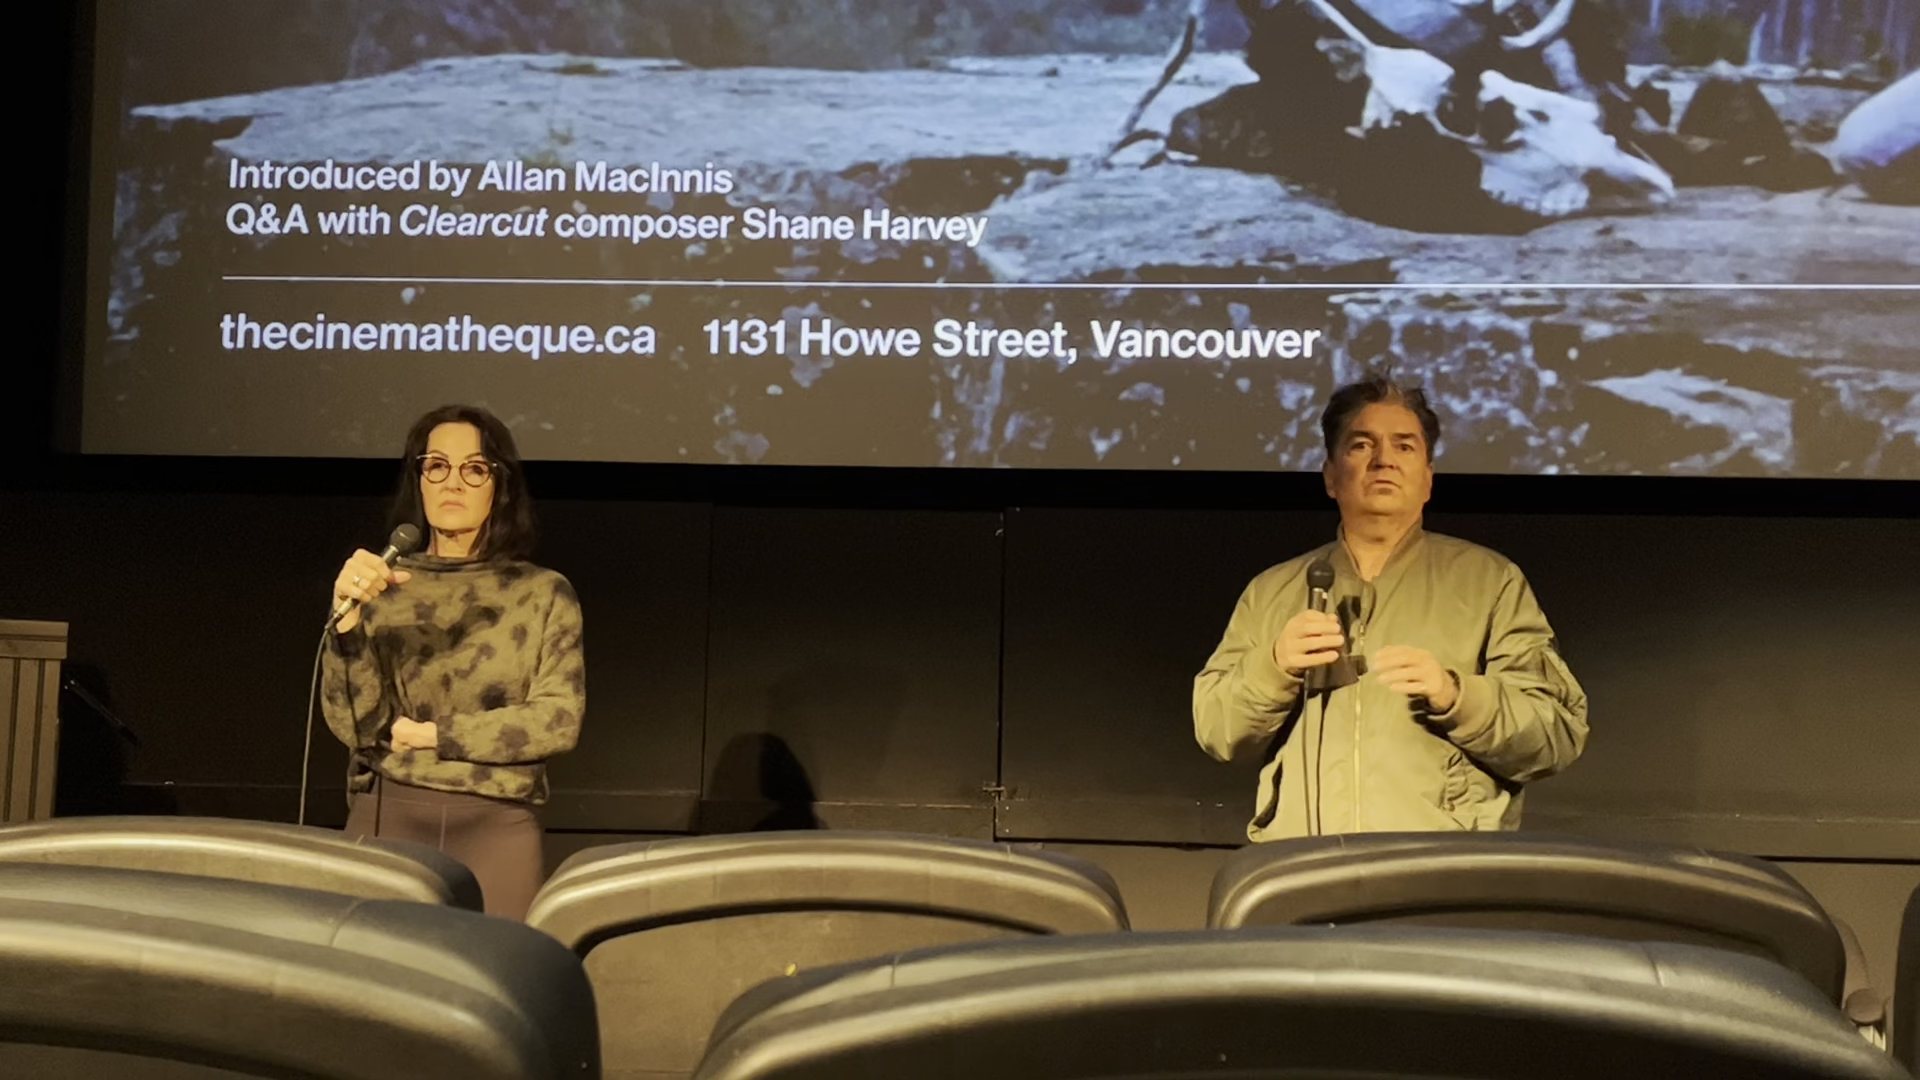 Introduced by Allan MacInnis
Q&A with Clearcut composer Shane Harvey
thecinematheque.ca 1131 Howe Street, Vancouver